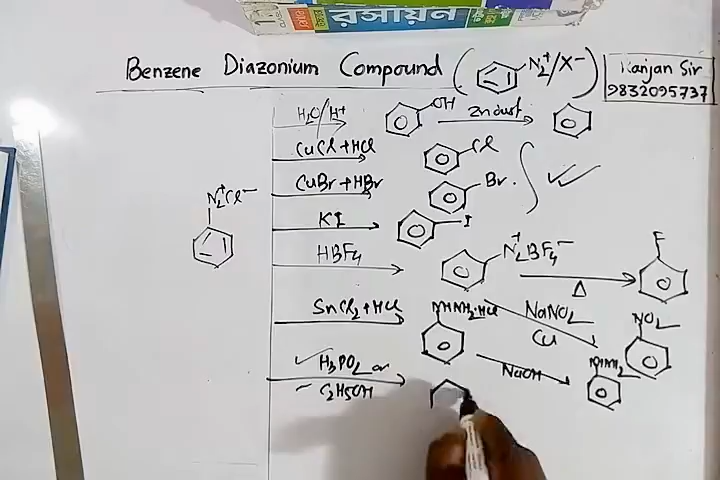 রসায়ন
Benzene Diazonium Compound ( N₂⁺/X⁻ )
Ranjan Sir
9832095737
H₂O/H⁺ OH Zn dust
CuCl + HCl Cl
CuBr + HBr Br.
N₂⁺Cl⁻
KI I
HBF₄ N₂⁺BF₄⁻ Δ F
SnCl₂ + HCl NHNH₂·HCl NaNO₂ NO₂
Cu
H₃PO₂ or NaOH NHNH₂
C₂H₅OH